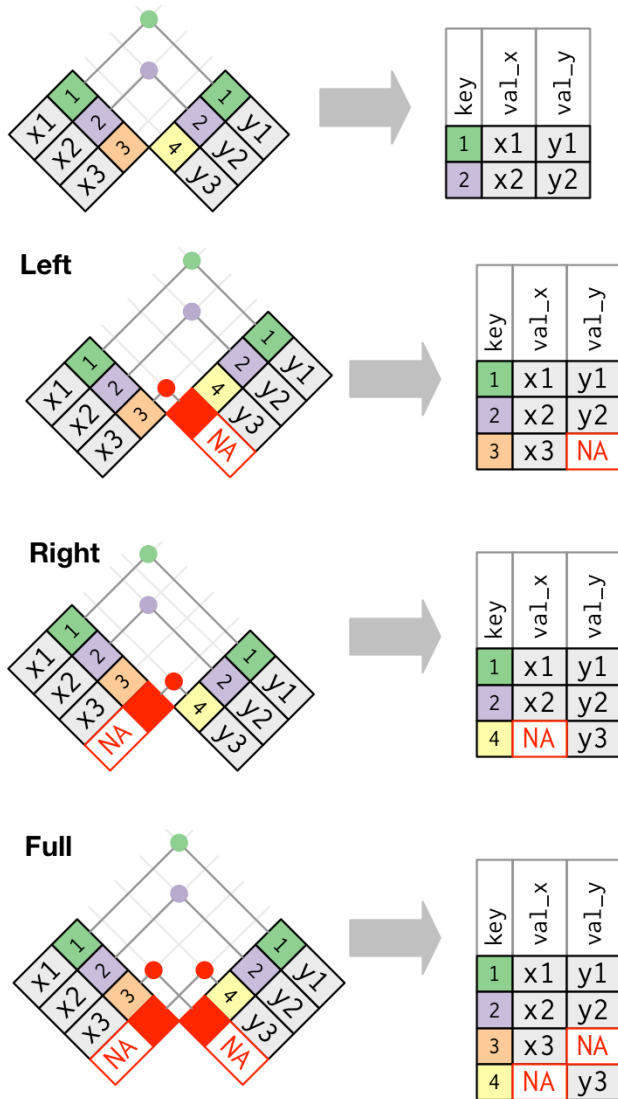 x1 1
x2 2
x3 3
1 y1
2 y2
4 y3
key val_x val_y
1 x1 y1
2 x2 y2
Left
x1 1
x2 2
x3 3
1 y1
2 y2
4 y3
NA
key val_x val_y
1 x1 y1
2 x2 y2
3 x3 NA
Right
x1 1
x2 2
x3 3
NA
1 y1
2 y2
4 y3
key val_x val_y
1 x1 y1
2 x2 y2
4 NA y3
Full
x1 1
x2 2
x3 3
NA
1 y1
2 y2
4 y3
NA
key val_x val_y
1 x1 y1
2 x2 y2
3 x3 NA
4 NA y3